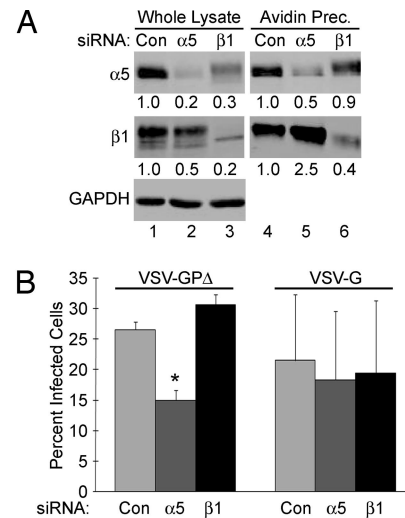 A
Whole Lysate Avidin Prec.
siRNA: Con α5 β1 Con α5 β1
α5
1.0 0.2 0.3 1.0 0.5 0.9
β1
1.0 0.5 0.2 1.0 2.5 0.4
GAPDH
1 2 3 4 5 6
B
VSV-GPΔ VSV-G
35
30
25
20
15
10
5
0
*
Percent Infected Cells
siRNA: Con α5 β1 Con α5 β1